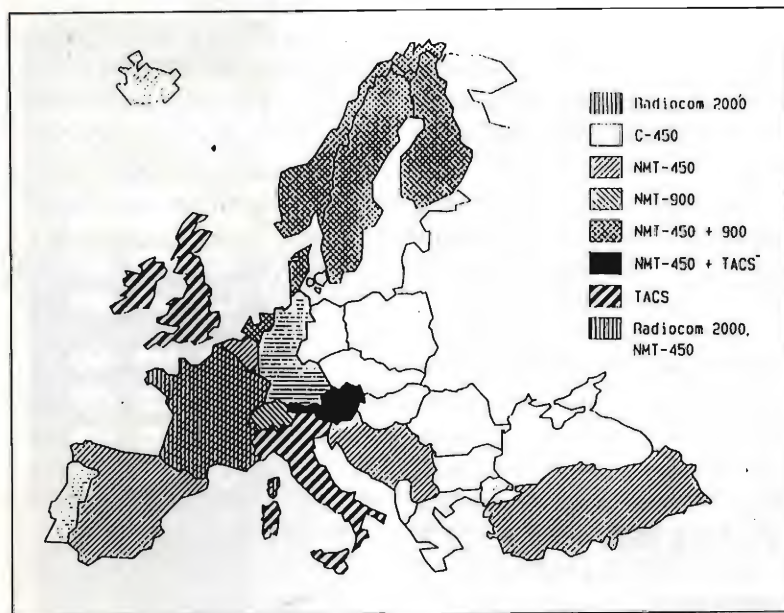 Radiocom 2000
C-450
NMT-450
NMT-900
NMT-450 + 900
NMT-450 + TACS
TACS
Radiocom 2000,
NMT-450